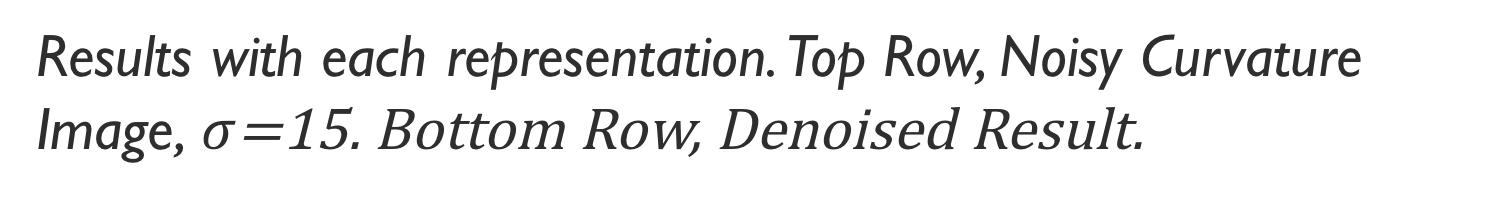 Results with each representation. Top Row, Noisy Curvature
Image, σ=15. Bottom Row, Denoised Result.